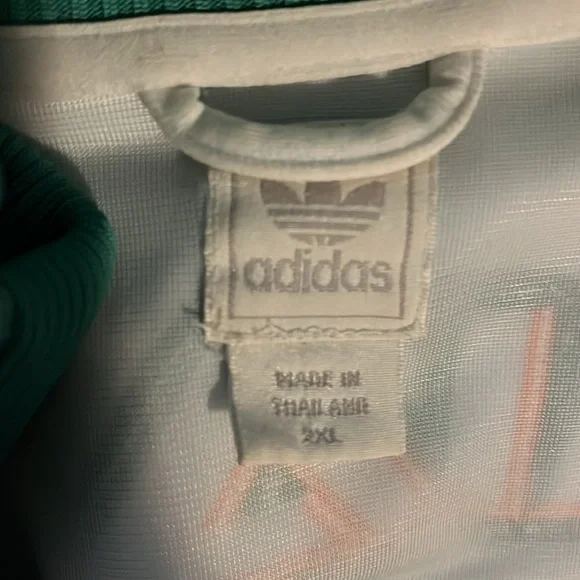 adidas
MADE IN
THAILAND
2XL